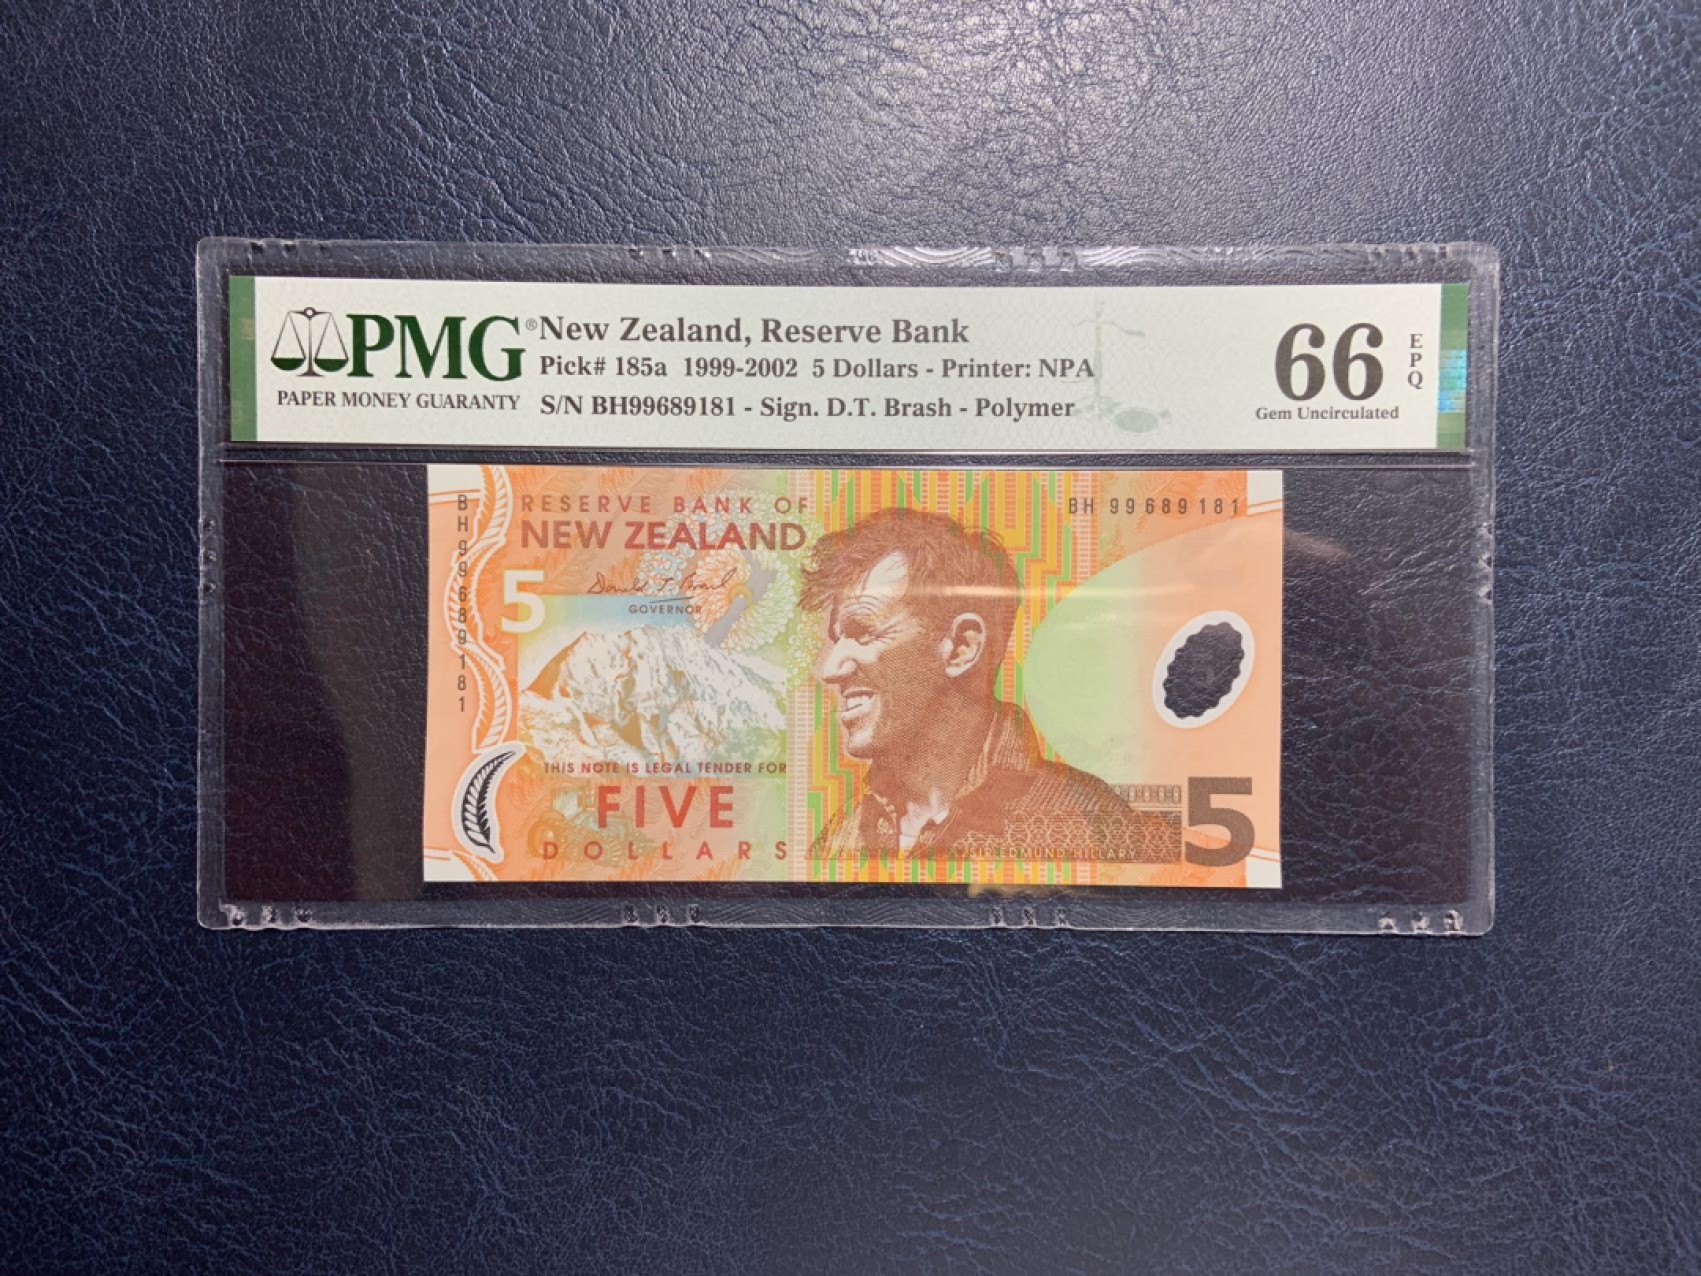 PMG®
PAPER MONEY GUARANTY
New Zealand, Reserve Bank
Pick# 185a 1999-2002 5 Dollars - Printer: NPA
S/N BH99689181 - Sign. D.T. Brash - Polymer
66
EPQ
Gem Uncirculated
BH99689181
RESERVE BANK OF
NEW ZEALAND
BH 99689181
5
Donald T. Brash
GOVERNOR
THIS NOTE IS LEGAL TENDER FOR
FIVE
DOLLARS
SIR EDMUND HILLARY
5